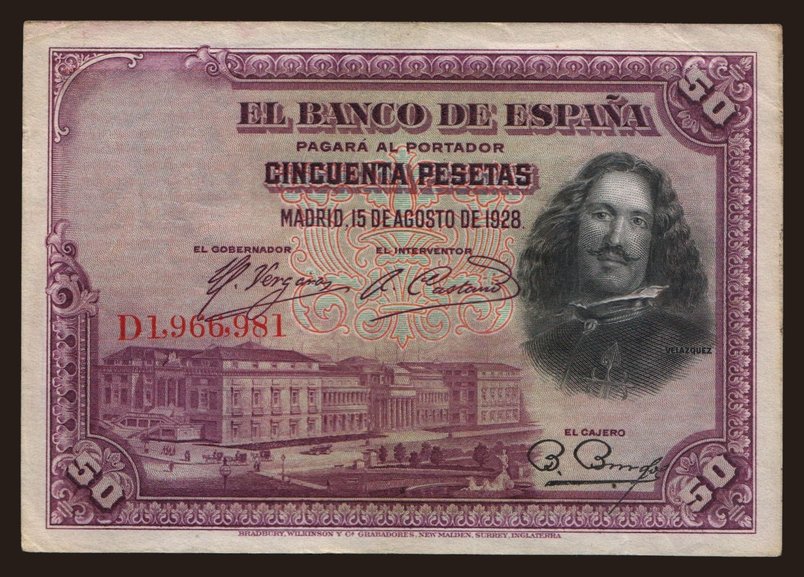 50
EL BANCO DE ESPAÑA
PAGARÁ AL PORTADOR
CINCUENTA PESETAS
MADRID, 15 DE AGOSTO DE 1928.
EL GOBERNADOR EL INTERVENTOR
D1,966,981
VELAZQUEZ
EL CAJERO
50 50
BRADBURY, WILKINSON Y Cª GRABADORES, NEW MALDEN, SURREY, INGLATERRA